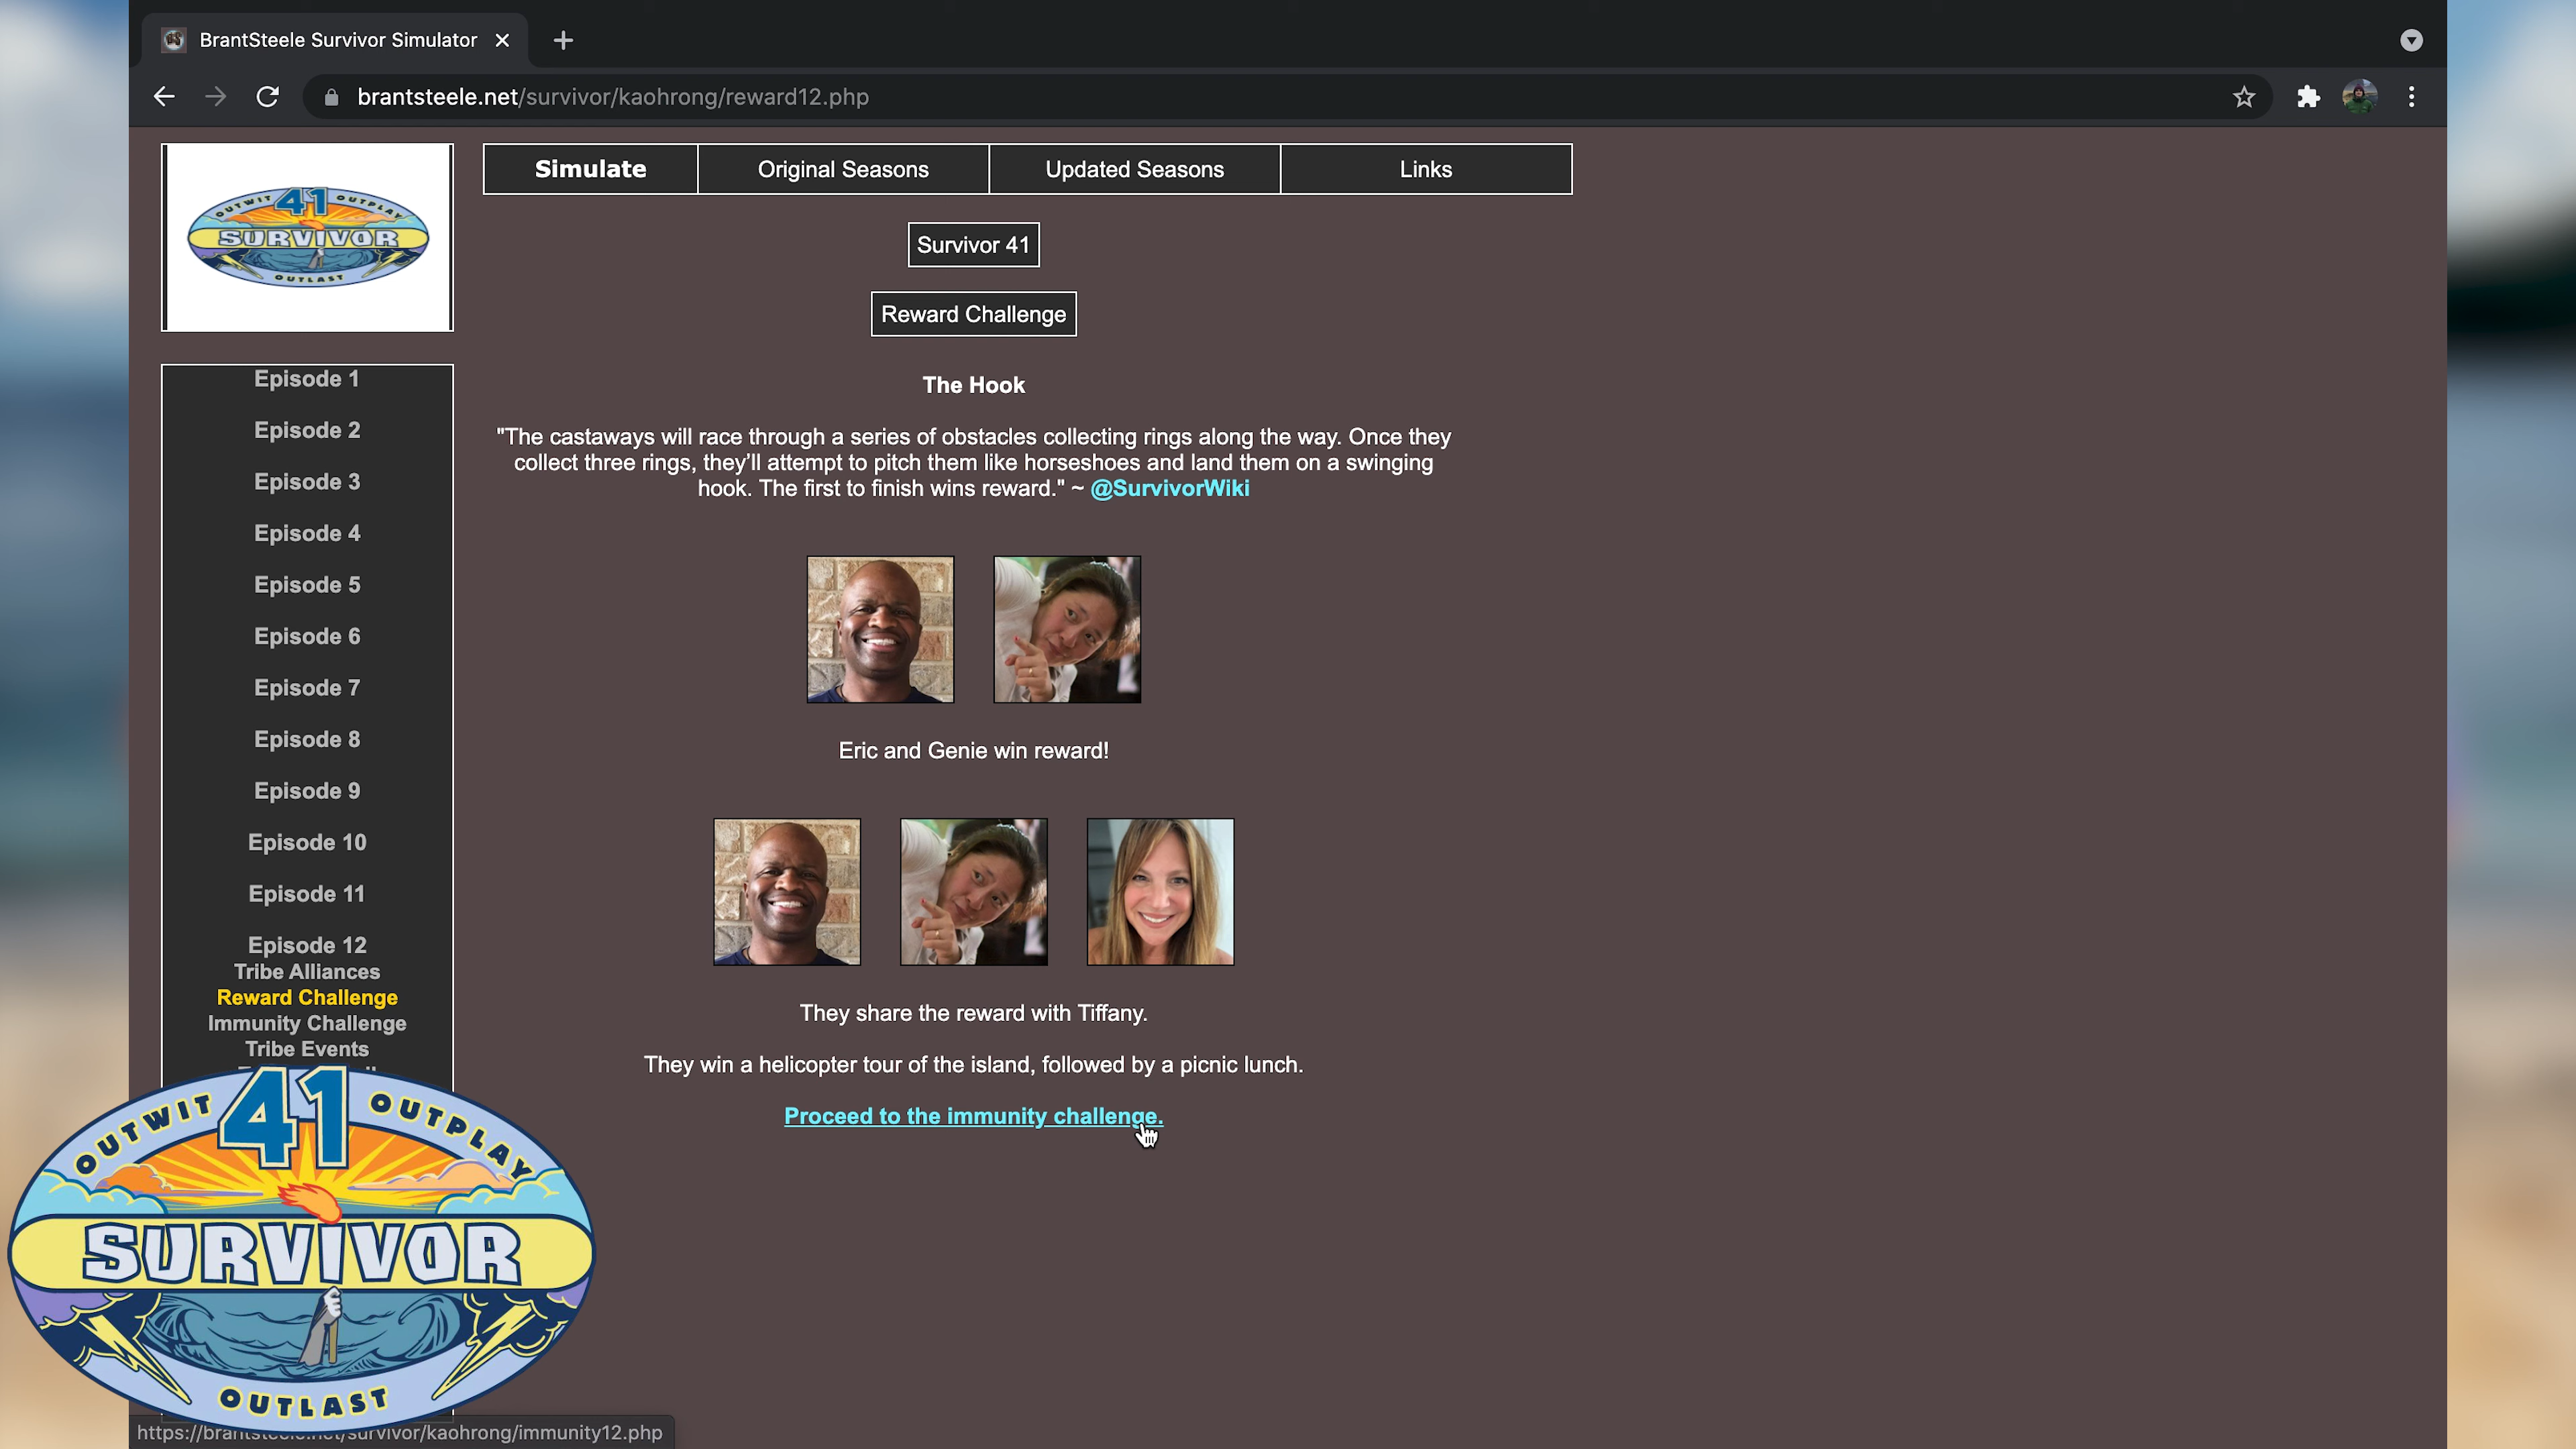 BrantSteele Survivor Simulator
brantsteele.net/survivor/kaohrong/reward12.php
OUTWIT 41 OUTPLAY
SURVIVOR
OUTLAST
Simulate
Original Seasons
Updated Seasons
Links
Survivor 41
Reward Challenge
The Hook
"The castaways will race through a series of obstacles collecting rings along the way. Once they
collect three rings, they’ll attempt to pitch them like horseshoes and land them on a swinging
hook. The first to finish wins reward." ~ @SurvivorWiki
Eric and Genie win reward!
They share the reward with Tiffany.
They win a helicopter tour of the island, followed by a picnic lunch.
Proceed to the immunity challenge.
Episode 1
Episode 2
Episode 3
Episode 4
Episode 5
Episode 6
Episode 7
Episode 8
Episode 9
Episode 10
Episode 11
Episode 12
Tribe Alliances
Reward Challenge
Immunity Challenge
Tribe Events
OUTWIT 41 OUTPLAY
SURVIVOR
OUTLAST
https://brantsteele.net/survivor/kaohrong/immunity12.php